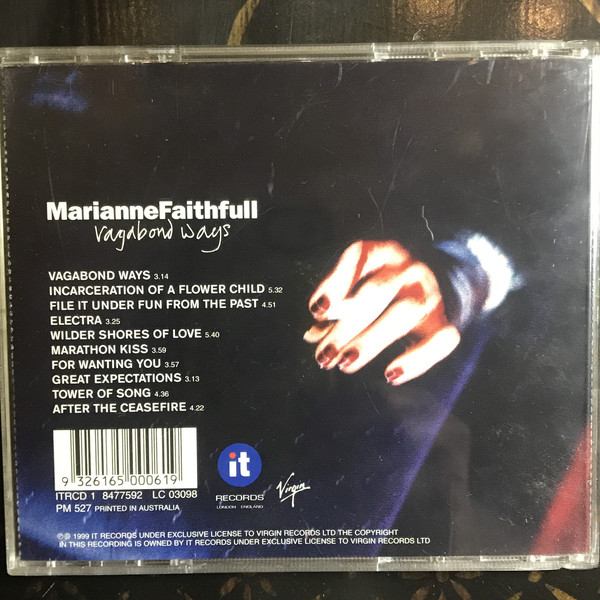 MarianneFaithfull
Vagabond Ways
VAGABOND WAYS 3.14
INCARCERATION OF A FLOWER CHILD 5.32
FILE IT UNDER FUN FROM THE PAST 4.51
ELECTRA 3.25
WILDER SHORES OF LOVE 5.40
MARATHON KISS 3.59
FOR WANTING YOU 3.57
GREAT EXPECTATIONS 3.13
TOWER OF SONG 4.36
AFTER THE CEASEFIRE 4.22
9 326165 000619
ITRCD 1 8477592 LC 03098
PM 527 PRINTED IN AUSTRALIA
it
RECORDS
LONDON ENGLAND
Virgin
℗© 1999 IT RECORDS UNDER EXCLUSIVE LICENSE TO VIRGIN RECORDS LTD THE COPYRIGHT
IN THIS RECORDING IS OWNED BY IT RECORDS UNDER EXCLUSIVE LICENSE TO VIRGIN RECORDS LTD